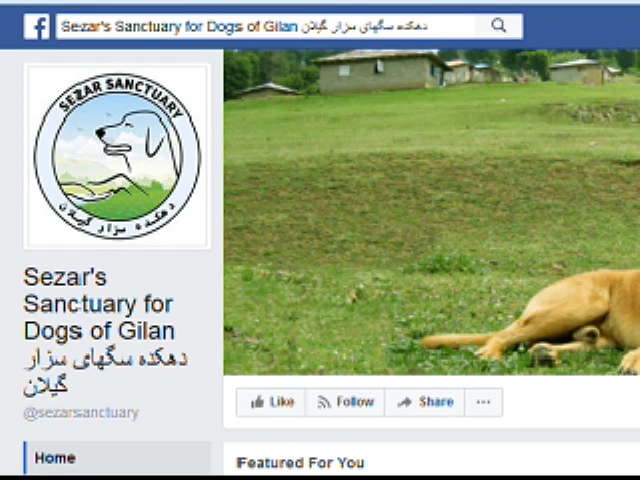 f
Sezar's Sanctuary for Dogs of Gilan دهکده سگهای سزار گیلان
SEZAR SANCTUARY
دهکده سزار گیلان
Sezar's
Sanctuary for
Dogs of Gilan
دهکده سگهای سزار
گیلان
@sezarsanctuary
Like Follow Share ...
Home
Featured For You